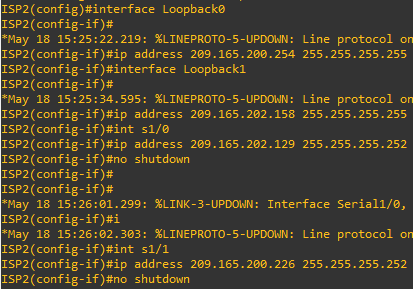 ISP2(config)#interface Loopback0
ISP2(config-if)#
*May 18 15:25:22.219: %LINEPROTO-5-UPDOWN: Line protocol on
ISP2(config-if)#ip address 209.165.200.254 255.255.255.255
ISP2(config-if)#interface Loopback1
ISP2(config-if)#
*May 18 15:25:34.595: %LINEPROTO-5-UPDOWN: Line protocol on
ISP2(config-if)#ip address 209.165.202.158 255.255.255.255
ISP2(config-if)#int s1/0
ISP2(config-if)#ip address 209.165.202.129 255.255.255.252
ISP2(config-if)#no shutdown
ISP2(config-if)#
ISP2(config-if)#
*May 18 15:26:01.299: %LINK-3-UPDOWN: Interface Serial1/0,
ISP2(config-if)#i
*May 18 15:26:02.303: %LINEPROTO-5-UPDOWN: Line protocol on
ISP2(config-if)#int s1/1
ISP2(config-if)#ip address 209.165.200.226 255.255.255.252
ISP2(config-if)#no shutdown